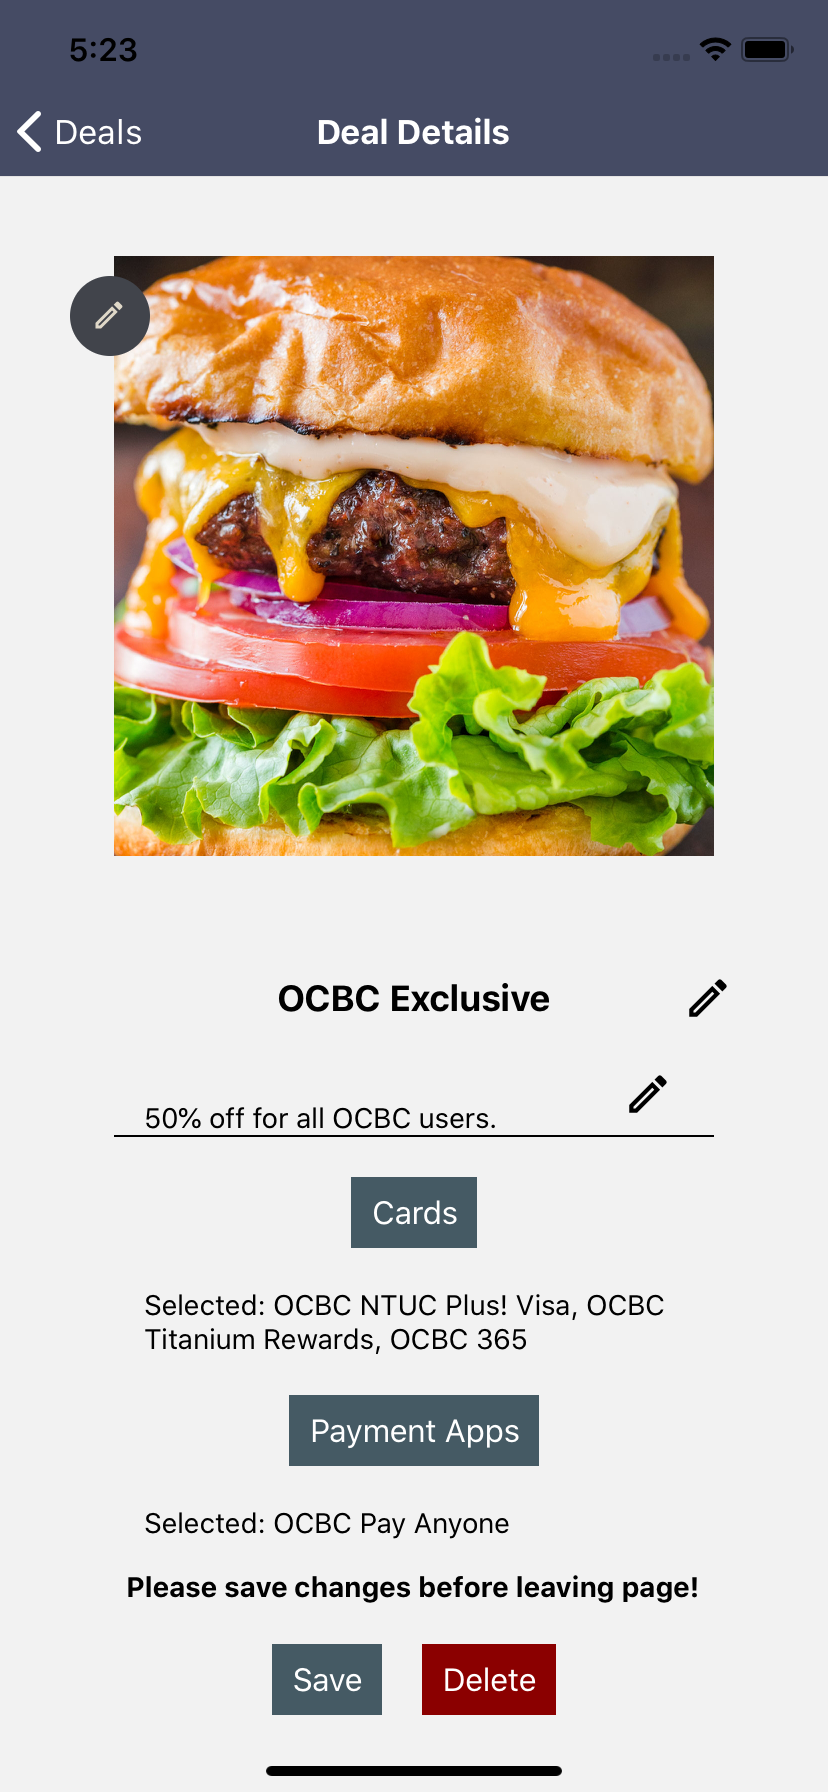 5:23
Deals
Deal Details
OCBC Exclusive
50% off for all OCBC users.
Cards
Selected: OCBC NTUC Plus! Visa, OCBC
Titanium Rewards, OCBC 365
Payment Apps
Selected: OCBC Pay Anyone
Please save changes before leaving page!
Save
Delete